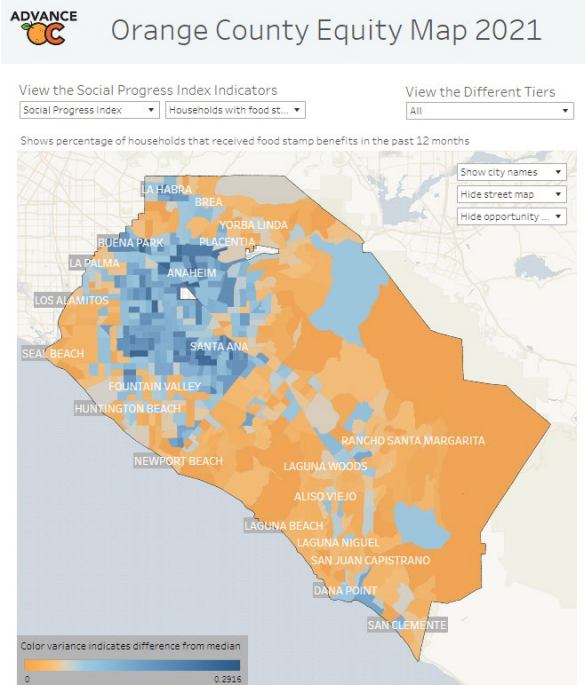 ADVANCE
OC
Orange County Equity Map 2021
View the Social Progress Index Indicators
View the Different Tiers
Social Progress Index
Households with food st...
All
Shows percentage of households that received food stamp benefits in the past 12 months
Show city names
Hide street map
Hide opportunity ...
LA HABRA
BREA
YORBA LINDA
BUENA PARK
PLACENTIA
LA PALMA
ANAHEIM
LOS ALAMITOS
SANTA ANA
SEAL BEACH
FOUNTAIN VALLEY
HUNTINGTON BEACH
RANCHO SANTA MARGARITA
NEWPORT BEACH
LAGUNA WOODS
ALISO VIEJO
LAGUNA BEACH
LAGUNA NIGUEL
SAN JUAN CAPISTRANO
DANA POINT
SAN CLEMENTE
Color variance indicates difference from median
0
0.2916